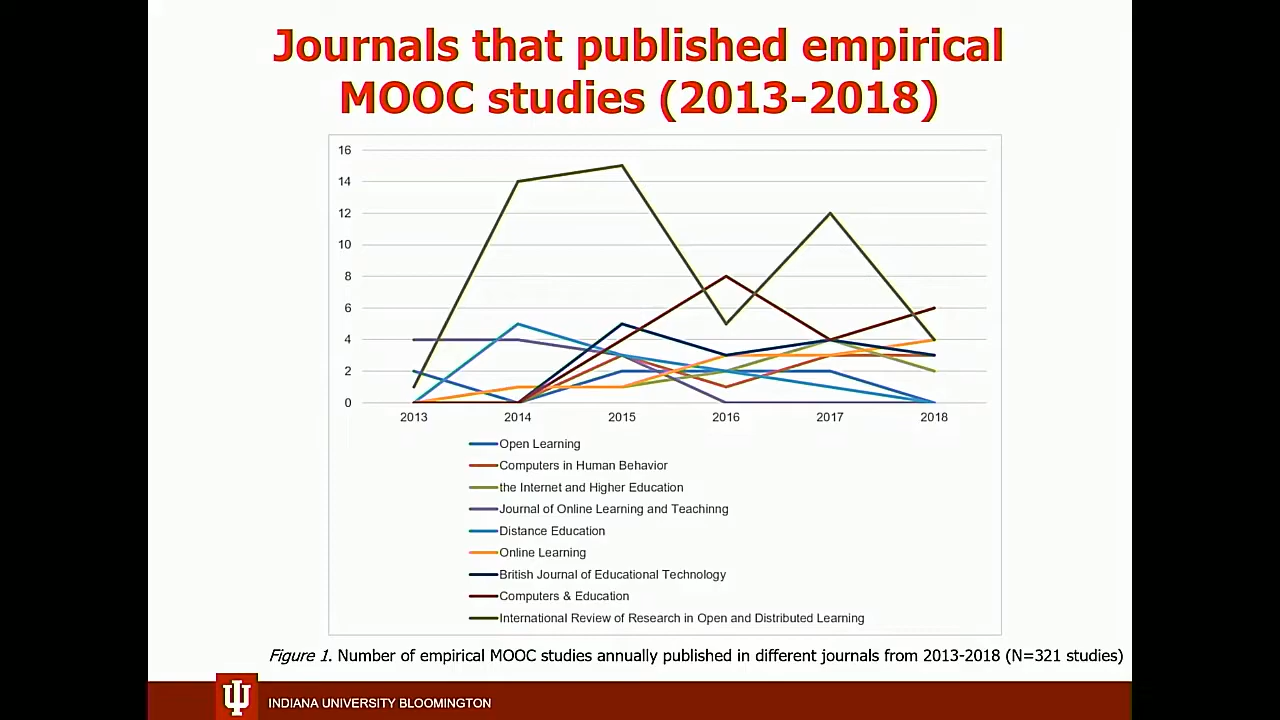 Journals that published empirical
MOOC studies (2013-2018)
16
14
12
10
8
6
4
2
0
2013 2014 2015 2016 2017 2018
Open Learning
Computers in Human Behavior
the Internet and Higher Education
Journal of Online Learning and Teachinng
Distance Education
Online Learning
British Journal of Educational Technology
Computers & Education
International Review of Research in Open and Distributed Learning
Figure 1. Number of empirical MOOC studies annually published in different journals from 2013-2018 (N=321 studies)
INDIANA UNIVERSITY BLOOMINGTON